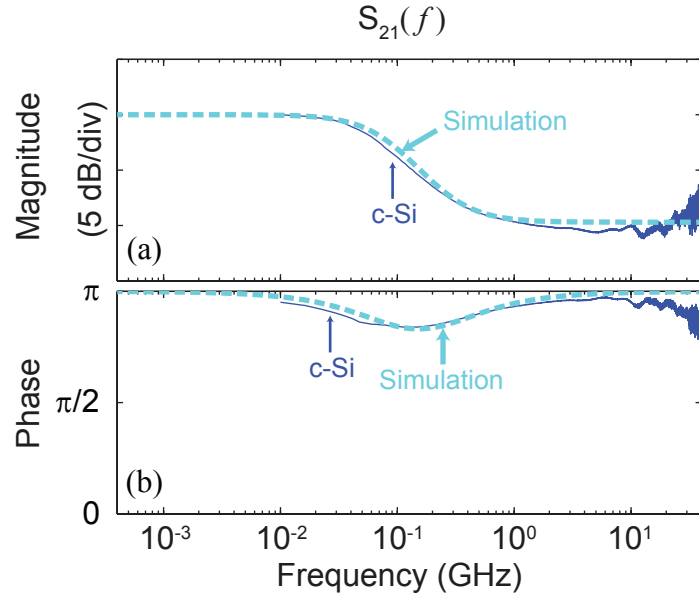 S₂₁(f)
Magnitude
(5 dB/div)
Simulation
c-Si
(a)
π
c-Si
Simulation
π/2
Phase
(b)
0
10⁻³ 10⁻² 10⁻¹ 10⁰ 10¹
Frequency (GHz)